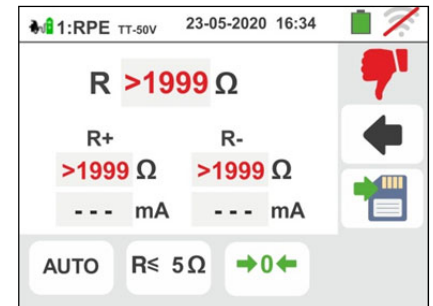 1:RPE TT-50V 23-05-2020 16:34
R >1999 Ω
R+ R-
>1999 Ω >1999 Ω
- - - mA - - - mA
AUTO R≤ 5Ω →0←